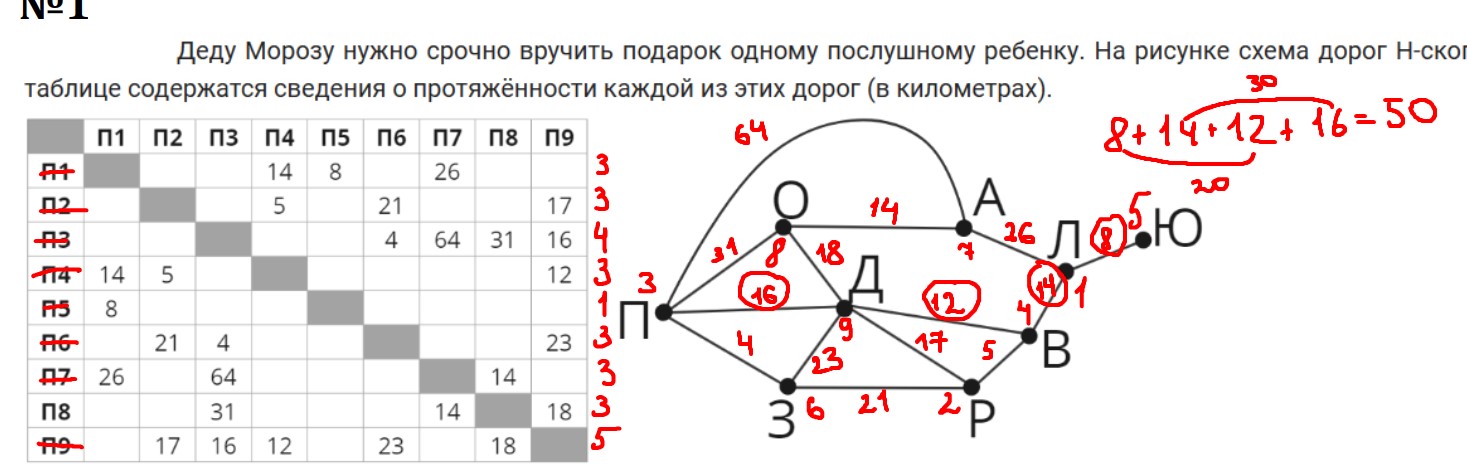 №1
Деду Морозу нужно срочно вручить подарок одному послушному ребенку. На рисунке схема дорог Н-ског
таблице содержатся сведения о протяжённости каждой из этих дорог (в километрах).
П1 П2 П3 П4 П5 П6 П7 П8 П9
П1 14 8 26 3
П2 5 21 17 3
П3 4 64 31 16 4
П4 14 5 12 3
П5 8 1
П6 21 4 23 3
П7 26 64 14 3
П8 31 14 18 3
П9 17 16 12 23 18 5
30
8+14+12+16=50
20
64
О 14 А 26 Л 8 5 Ю
31 8 18 7 14 1
3 П 16 Д 9 12 4 В
4 23 17 5
З 6 21 2 Р